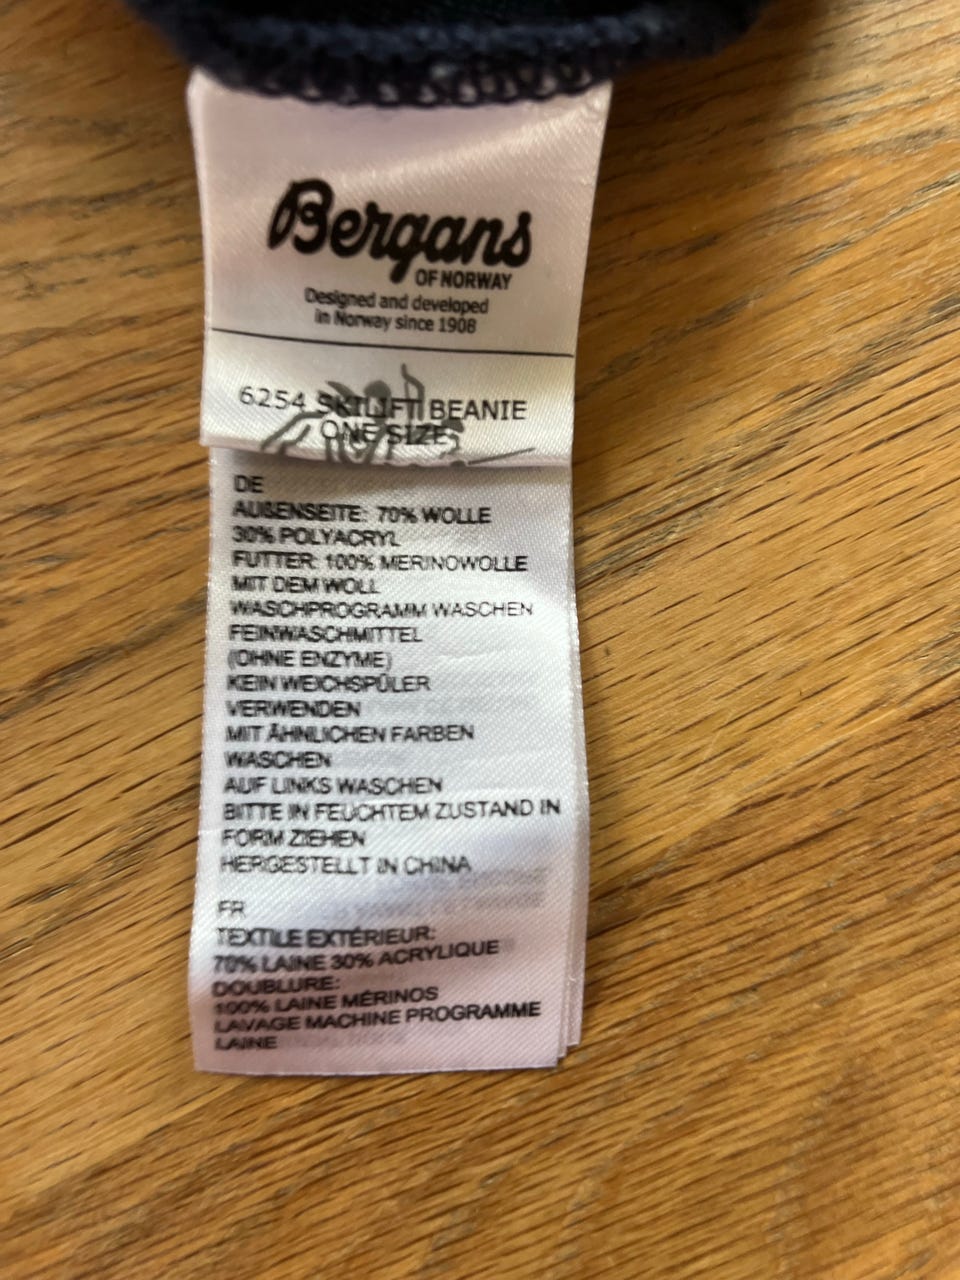 Bergans
OF NORWAY
Designed and developed
in Norway since 1908
6254 SKILIFT BEANIE
ONE SIZE
DE
AUßENSEITE: 70% WOLLE
30% POLYACRYL
FUTTER: 100% MERINOWOLLE
MIT DEM WOLL
WASCHPROGRAMM WASCHEN
FEINWASCHMITTEL
(OHNE ENZYME)
KEIN WEICHSPÜLER
VERWENDEN
MIT ÄHNLICHEN FARBEN
WASCHEN
AUF LINKS WASCHEN
BITTE IN FEUCHTEM ZUSTAND IN
FORM ZIEHEN
HERGESTELLT IN CHINA
FR
TEXTILE EXTÉRIEUR:
70% LAINE 30% ACRYLIQUE
DOUBLURE:
100% LAINE MÉRINOS
LAVAGE MACHINE PROGRAMME
LAINE